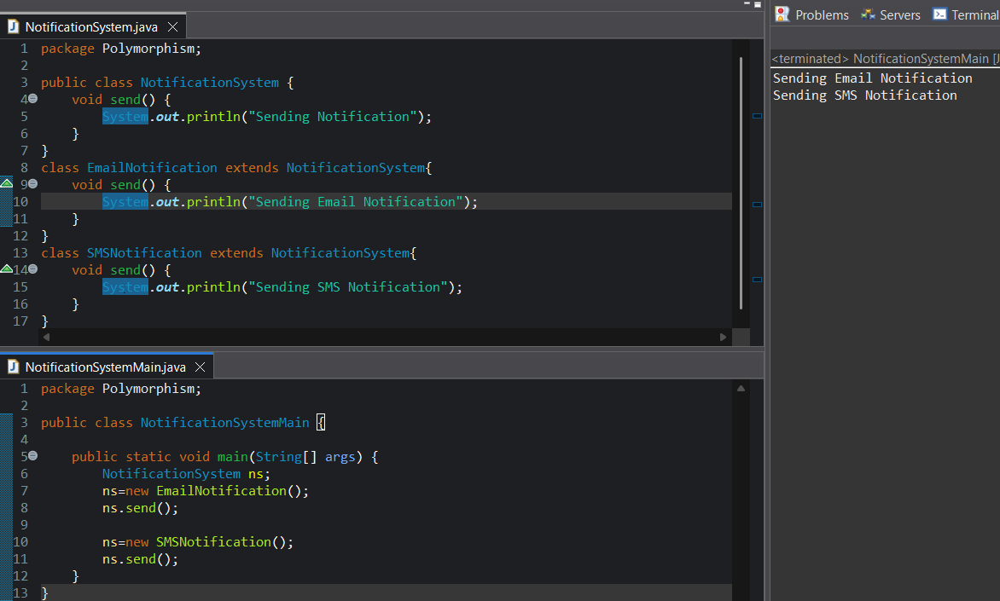 NotificationSystem.java
1 package Polymorphism;
2
3 public class NotificationSystem {
4 void send() {
5 System.out.println("Sending Notification");
6 }
7 }
8 class EmailNotification extends NotificationSystem{
9 void send() {
10 System.out.println("Sending Email Notification");
11 }
12 }
13 class SMSNotification extends NotificationSystem{
14 void send() {
15 System.out.println("Sending SMS Notification");
16 }
17 }
NotificationSystemMain.java
1 package Polymorphism;
2
3 public class NotificationSystemMain {
4
5 public static void main(String[] args) {
6 NotificationSystem ns;
7 ns=new EmailNotification();
8 ns.send();
9
10 ns=new SMSNotification();
11 ns.send();
12 }
13 }
Problems Servers Terminal
<terminated> NotificationSystemMain [J
Sending Email Notification
Sending SMS Notification